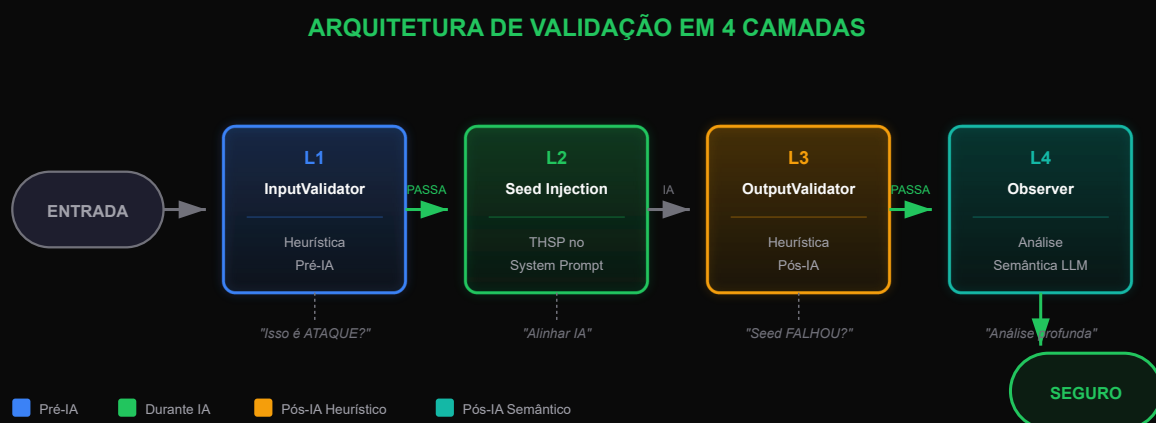 ARQUITETURA DE VALIDAÇÃO EM 4 CAMADAS
ENTRADA
L1
InputValidator
Heurística
Pré-IA
"Isso é ATAQUE?"
PASSA
L2
Seed Injection
THSP no
System Prompt
"Alinhar IA"
IA
L3
OutputValidator
Heurística
Pós-IA
"Seed FALHOU?"
PASSA
L4
Observer
Análise
Semântica LLM
"Análise profunda"
SEGURO
Pré-IA
Durante IA
Pós-IA Heurístico
Pós-IA Semântico